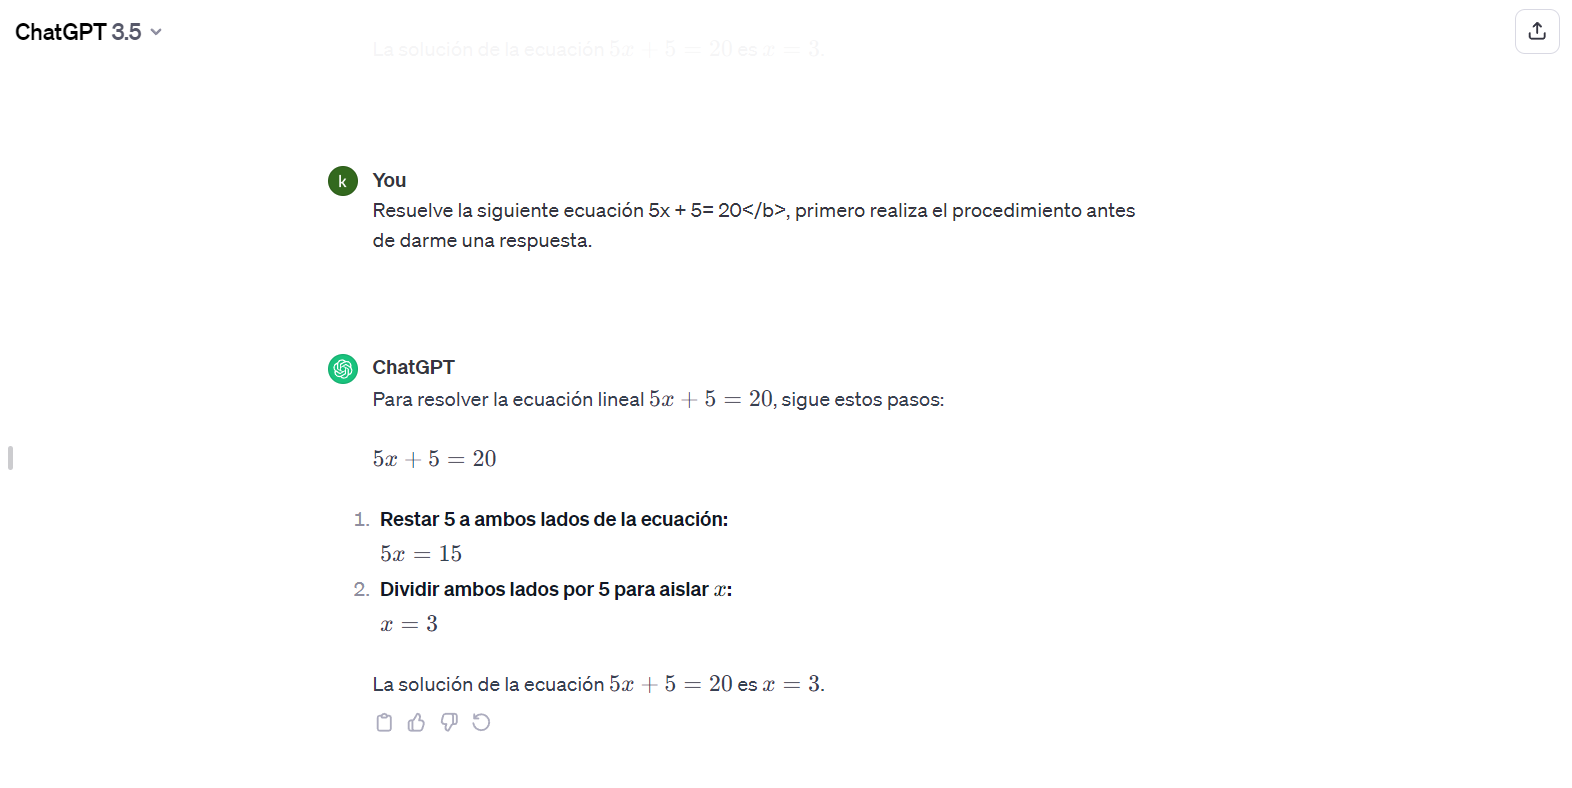 ChatGPT 3.5
La solución de la ecuación 5x + 5 = 20 es x = 3.
k
You
Resuelve la siguiente ecuación 5x + 5= 20</b>, primero realiza el procedimiento antes
de darme una respuesta.
ChatGPT
Para resolver la ecuación lineal 5x + 5 = 20, sigue estos pasos:
5x + 5 = 20
1. Restar 5 a ambos lados de la ecuación:
5x = 15
2. Dividir ambos lados por 5 para aislar x:
x = 3
La solución de la ecuación 5x + 5 = 20 es x = 3.